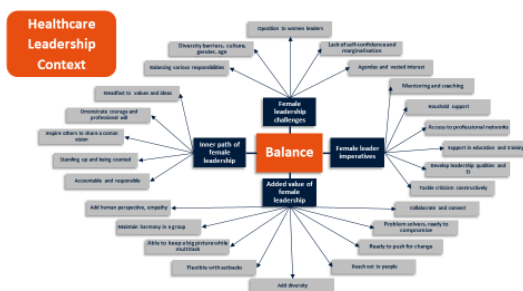 Healthcare
Leadership
Context
Oposition to women leaders
Diversity barriers, culture,
gender, age
Lack of self-confidence and
marginalisation
Balancing various responsibilities
Agendas and vested interest
Female
leadership
challenges
Steadfast to values and ideas
Demonstrate courage and
professional will
Inspire others to share a comon
vision
Standing up and being counted
Accountable and responsible
Inner path of
female
leadership
Balance
Female leader
imperatives
Mentoring and coaching
Household support
Access to professional networks
Support in education and training
Develop leadership qualities and
EI
Tackle criticism constructively
Added value of
female
leadership
Add human perspective, empathy
Maintain harmony in a group
Able to keep a big picture while
multitask
Flexible with setbacks
Add diversity
Reach out to people
Ready to push for change
Problem solvers, ready to
compromise
Collaborate and connect